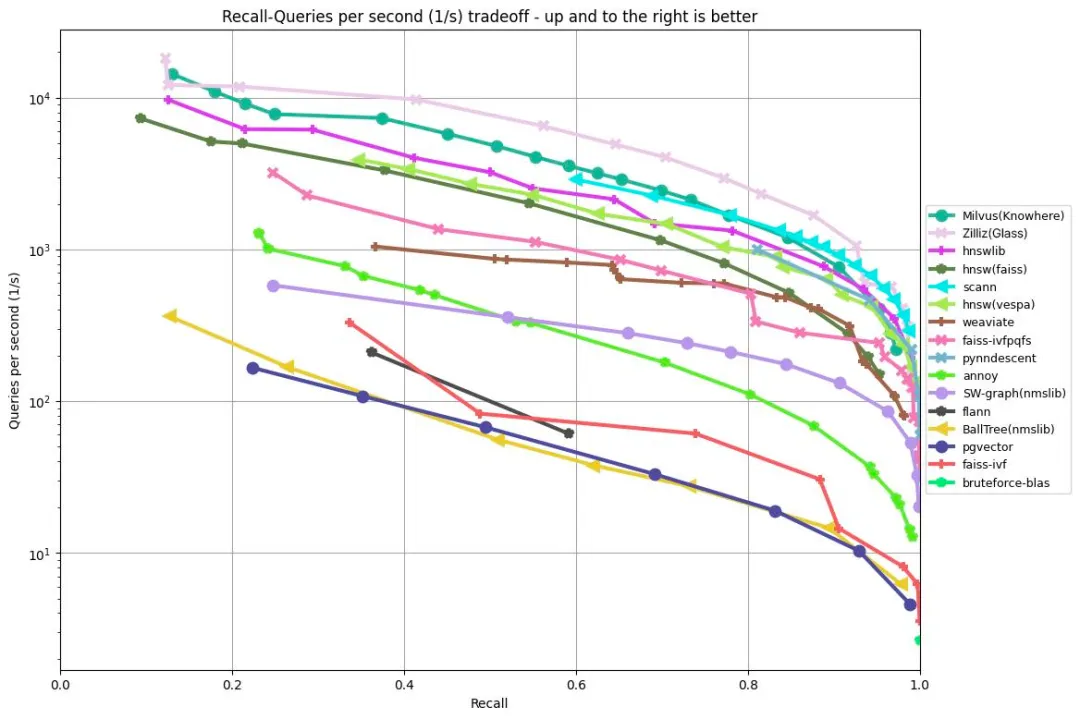 Recall-Queries per second (1/s) tradeoff - up and to the right is better
Queries per second (1/s)
10⁴
10³
10²
10¹
0.0 0.2 0.4 0.6 0.8 1.0
Recall
Milvus(Knowhere)
Zilliz(Glass)
hnswlib
hnsw(faiss)
scann
hnsw(vespa)
weaviate
faiss-ivfpqfs
pynndescent
annoy
SW-graph(nmslib)
flann
BallTree(nmslib)
pgvector
faiss-ivf
bruteforce-blas